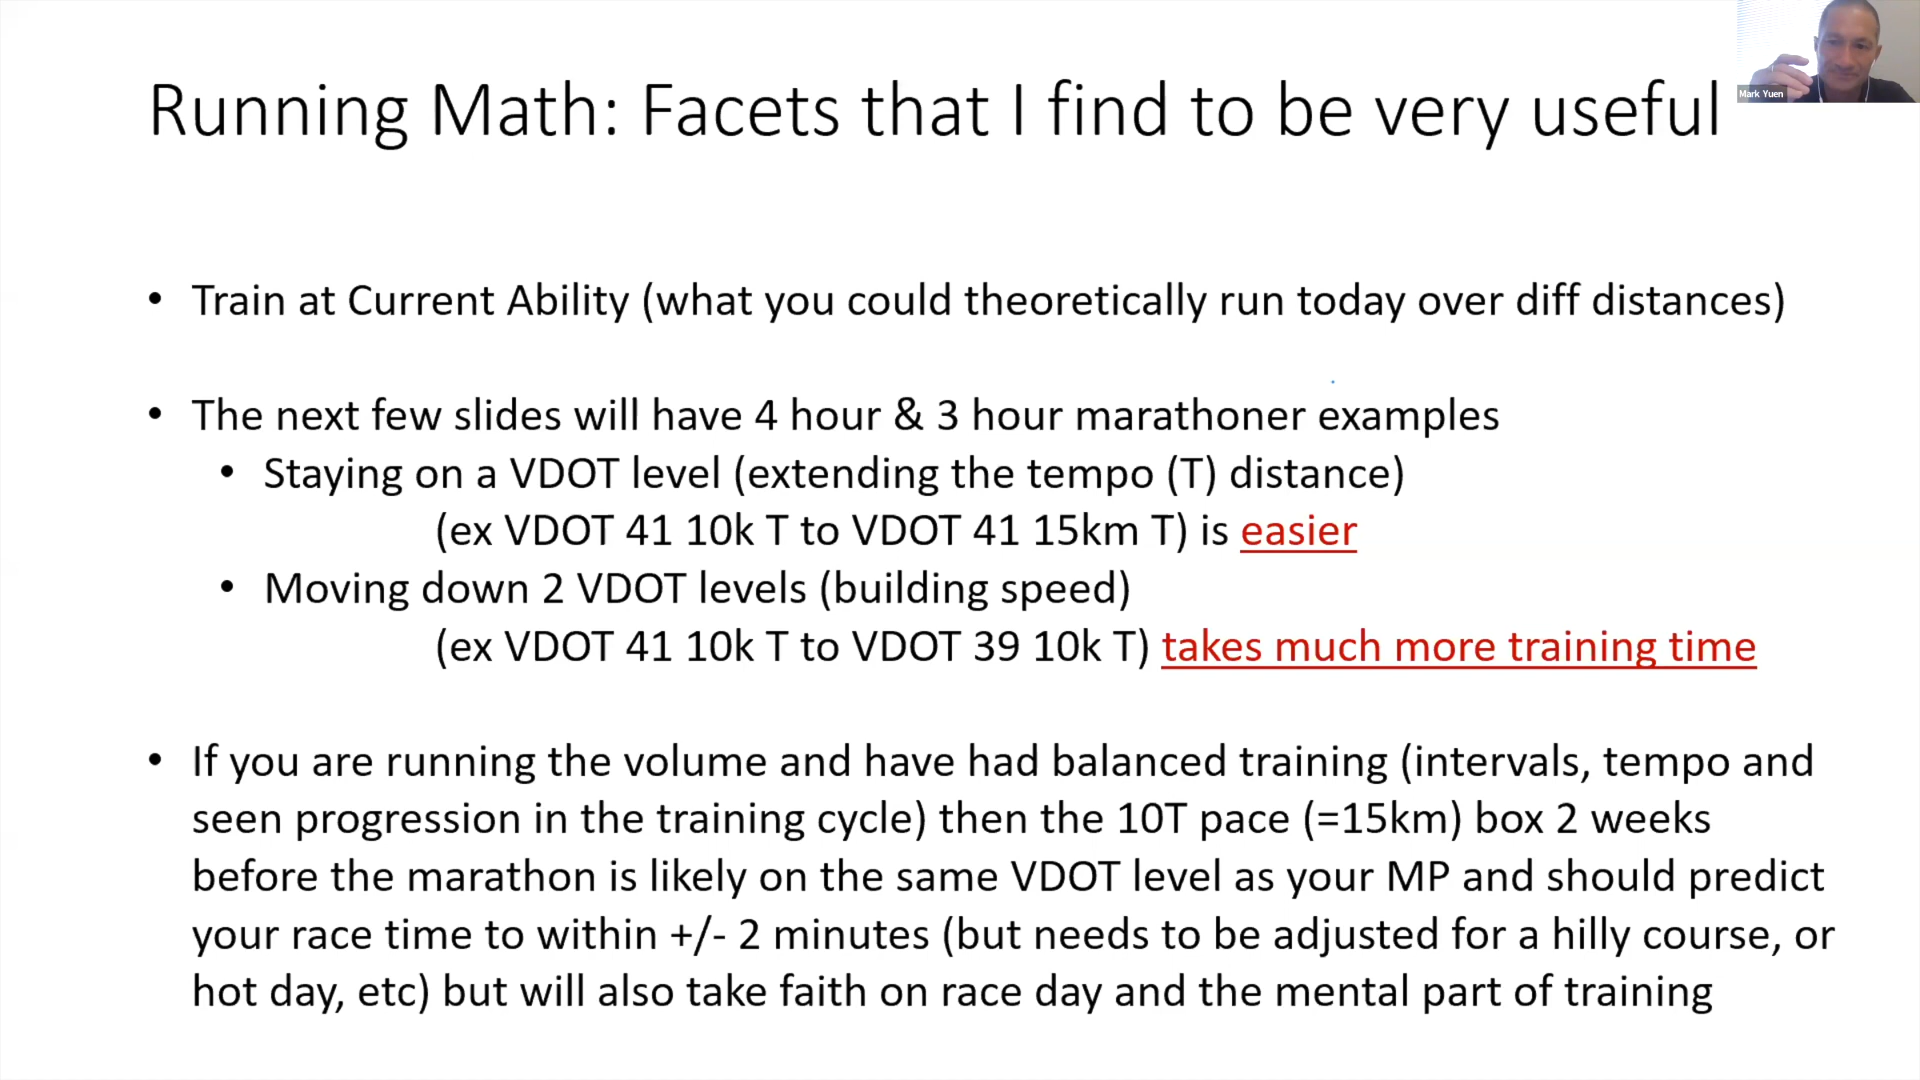 Running Math: Facets that I find to be very useful
Mark Yuen
• Train at Current Ability (what you could theoretically run today over diff distances)
• The next few slides will have 4 hour & 3 hour marathoner examples
• Staying on a VDOT level (extending the tempo (T) distance)
(ex VDOT 41 10k T to VDOT 41 15km T) is easier
• Moving down 2 VDOT levels (building speed)
(ex VDOT 41 10k T to VDOT 39 10k T) takes much more training time
• If you are running the volume and have had balanced training (intervals, tempo and
seen progression in the training cycle) then the 10T pace (=15km) box 2 weeks
before the marathon is likely on the same VDOT level as your MP and should predict
your race time to within +/- 2 minutes (but needs to be adjusted for a hilly course, or
hot day, etc) but will also take faith on race day and the mental part of training